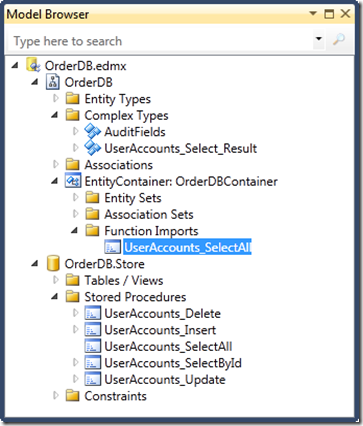 Model Browser
Type here to search
OrderDB.edmx
OrderDB
Entity Types
Complex Types
AuditFields
UserAccounts_Select_Result
Associations
EntityContainer: OrderDBContainer
Entity Sets
Association Sets
Function Imports
UserAccounts_SelectAll
OrderDB.Store
Tables / Views
Stored Procedures
UserAccounts_Delete
UserAccounts_Insert
UserAccounts_SelectAll
UserAccounts_SelectById
UserAccounts_Update
Constraints